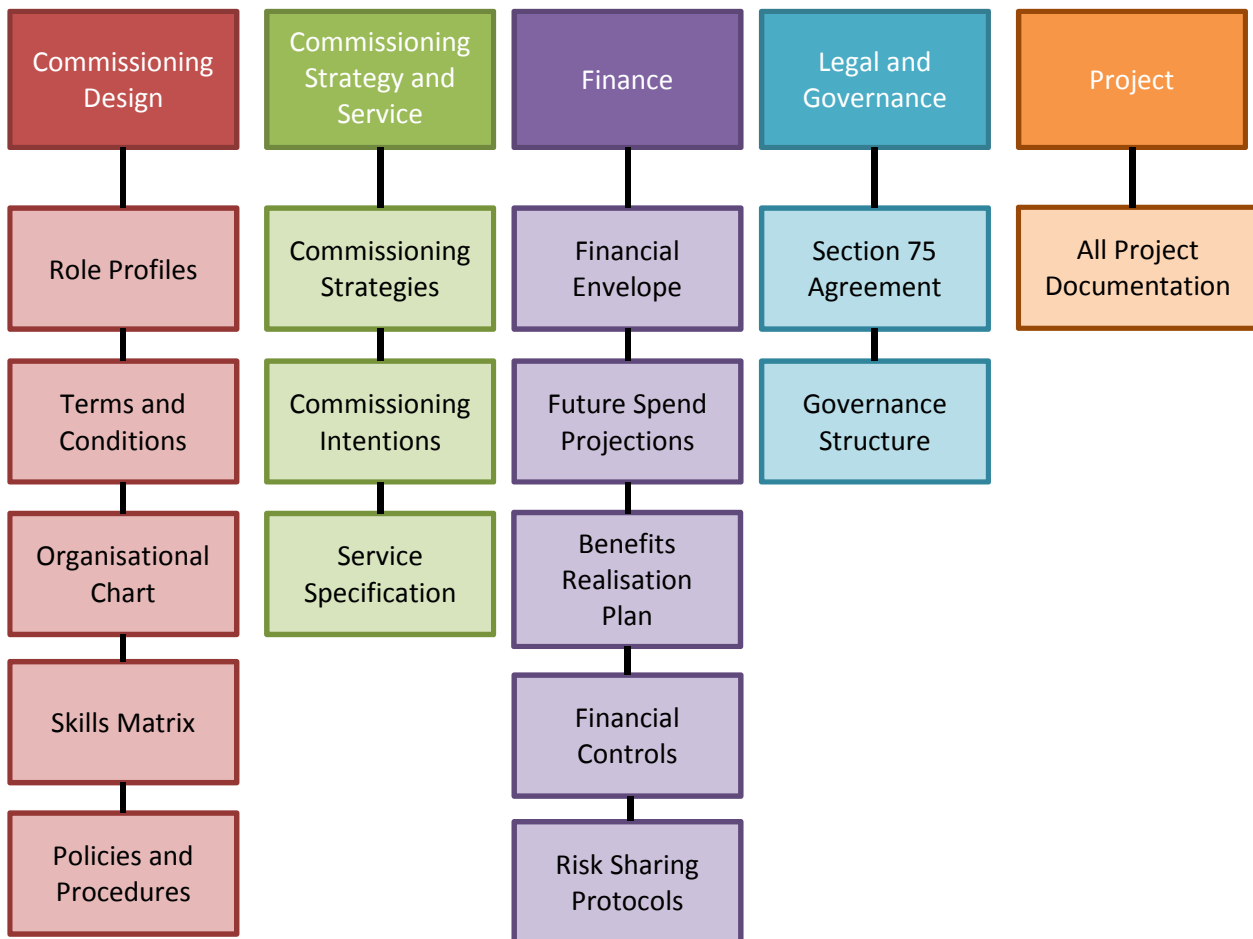 Commissioning
Design
Commissioning
Strategy and
Service
Finance
Legal and
Governance
Project
Role Profiles
Commissioning
Strategies
Financial
Envelope
Section 75
Agreement
All Project
Documentation
Terms and
Conditions
Commissioning
Intentions
Future Spend
Projections
Governance
Structure
Organisational
Chart
Service
Specification
Benefits
Realisation
Plan
Skills Matrix
Financial
Controls
Policies and
Procedures
Risk Sharing
Protocols